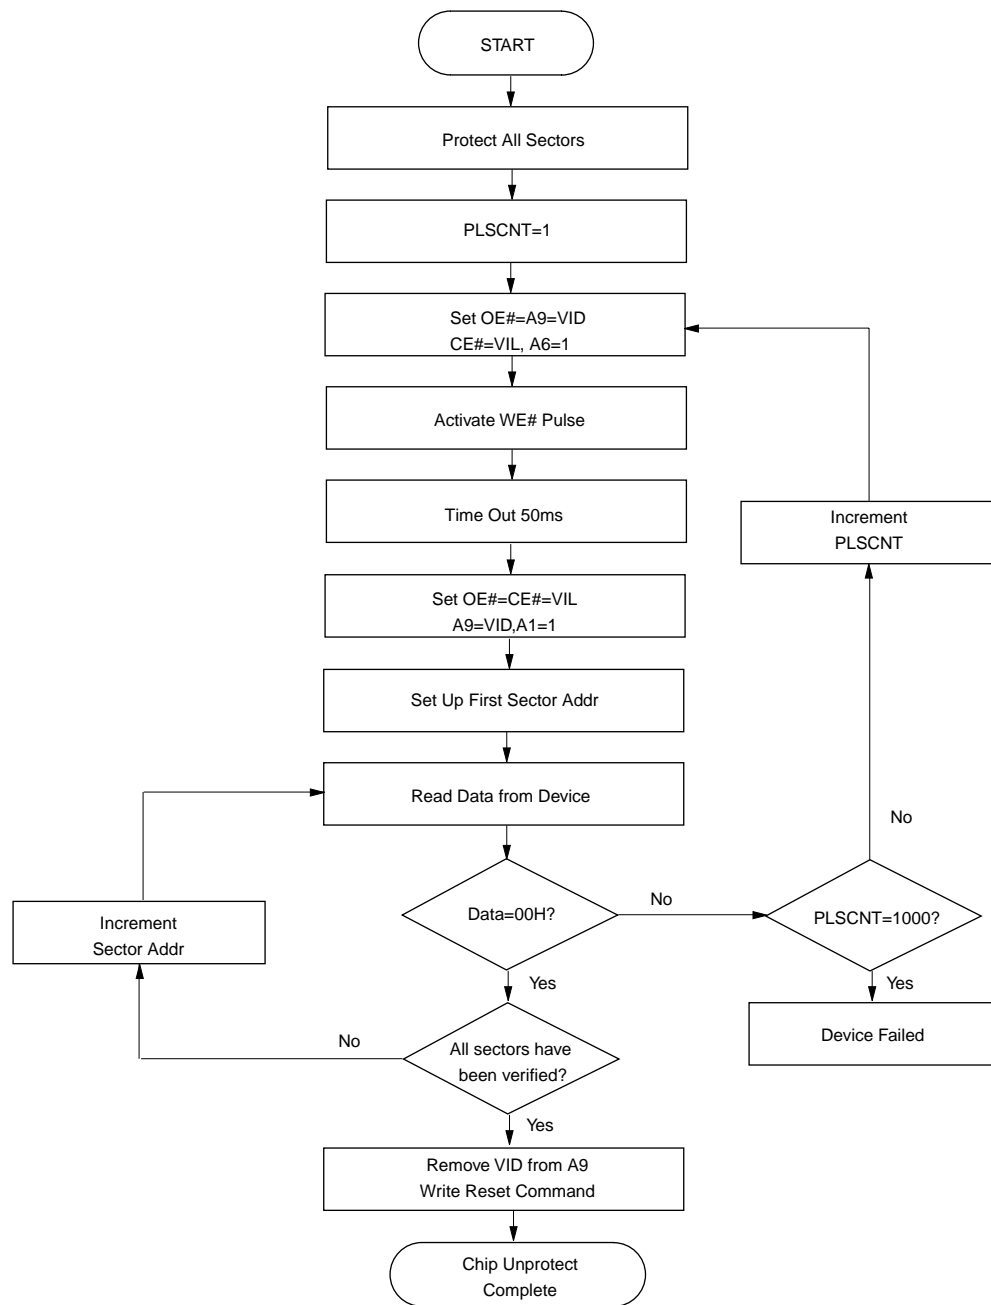 START
Protect All Sectors
PLSCNT=1
Set OE#=A9=VID
CE#=VIL, A6=1
Activate WE# Pulse
Time Out 50ms
Increment
PLSCNT
Set OE#=CE#=VIL
A9=VID,A1=1
Set Up First Sector Addr
Read Data from Device
No
Data=00H?
No
PLSCNT=1000?
Increment
Sector Addr
Yes
Yes
Device Failed
No
All sectors have
been verified?
Yes
Remove VID from A9
Write Reset Command
Chip Unprotect
Complete